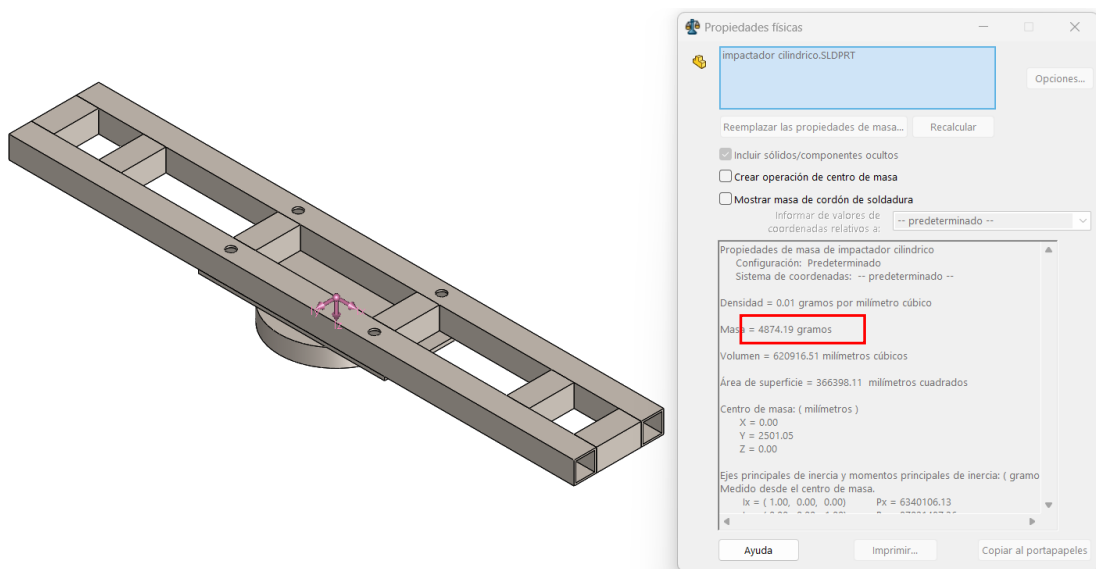 Propiedades físicas
impactador cilindrico.SLDPRT
Opciones...
Reemplazar las propiedades de masa...
Recalcular
Incluir sólidos/componentes ocultos
Crear operación de centro de masa
Mostrar masa de cordón de soldadura
Informar de valores de
coordenadas relativos a:
-- predeterminado --
Propiedades de masa de impactador cilindrico
Configuración: Predeterminado
Sistema de coordenadas: -- predeterminado --
Densidad = 0.01 gramos por milímetro cúbico
Masa = 4874.19 gramos
Volumen = 620916.51 milímetros cúbicos
Área de superficie = 366398.11 milímetros cuadrados
Centro de masa: ( milímetros )
X = 0.00
Y = 2501.05
Z = 0.00
Ejes principales de inercia y momentos principales de inercia: ( gramo
Medido desde el centro de masa.
Ix = ( 1.00, 0.00, 0.00) Px = 6340106.13
Ayuda
Imprimir...
Copiar al portapapeles